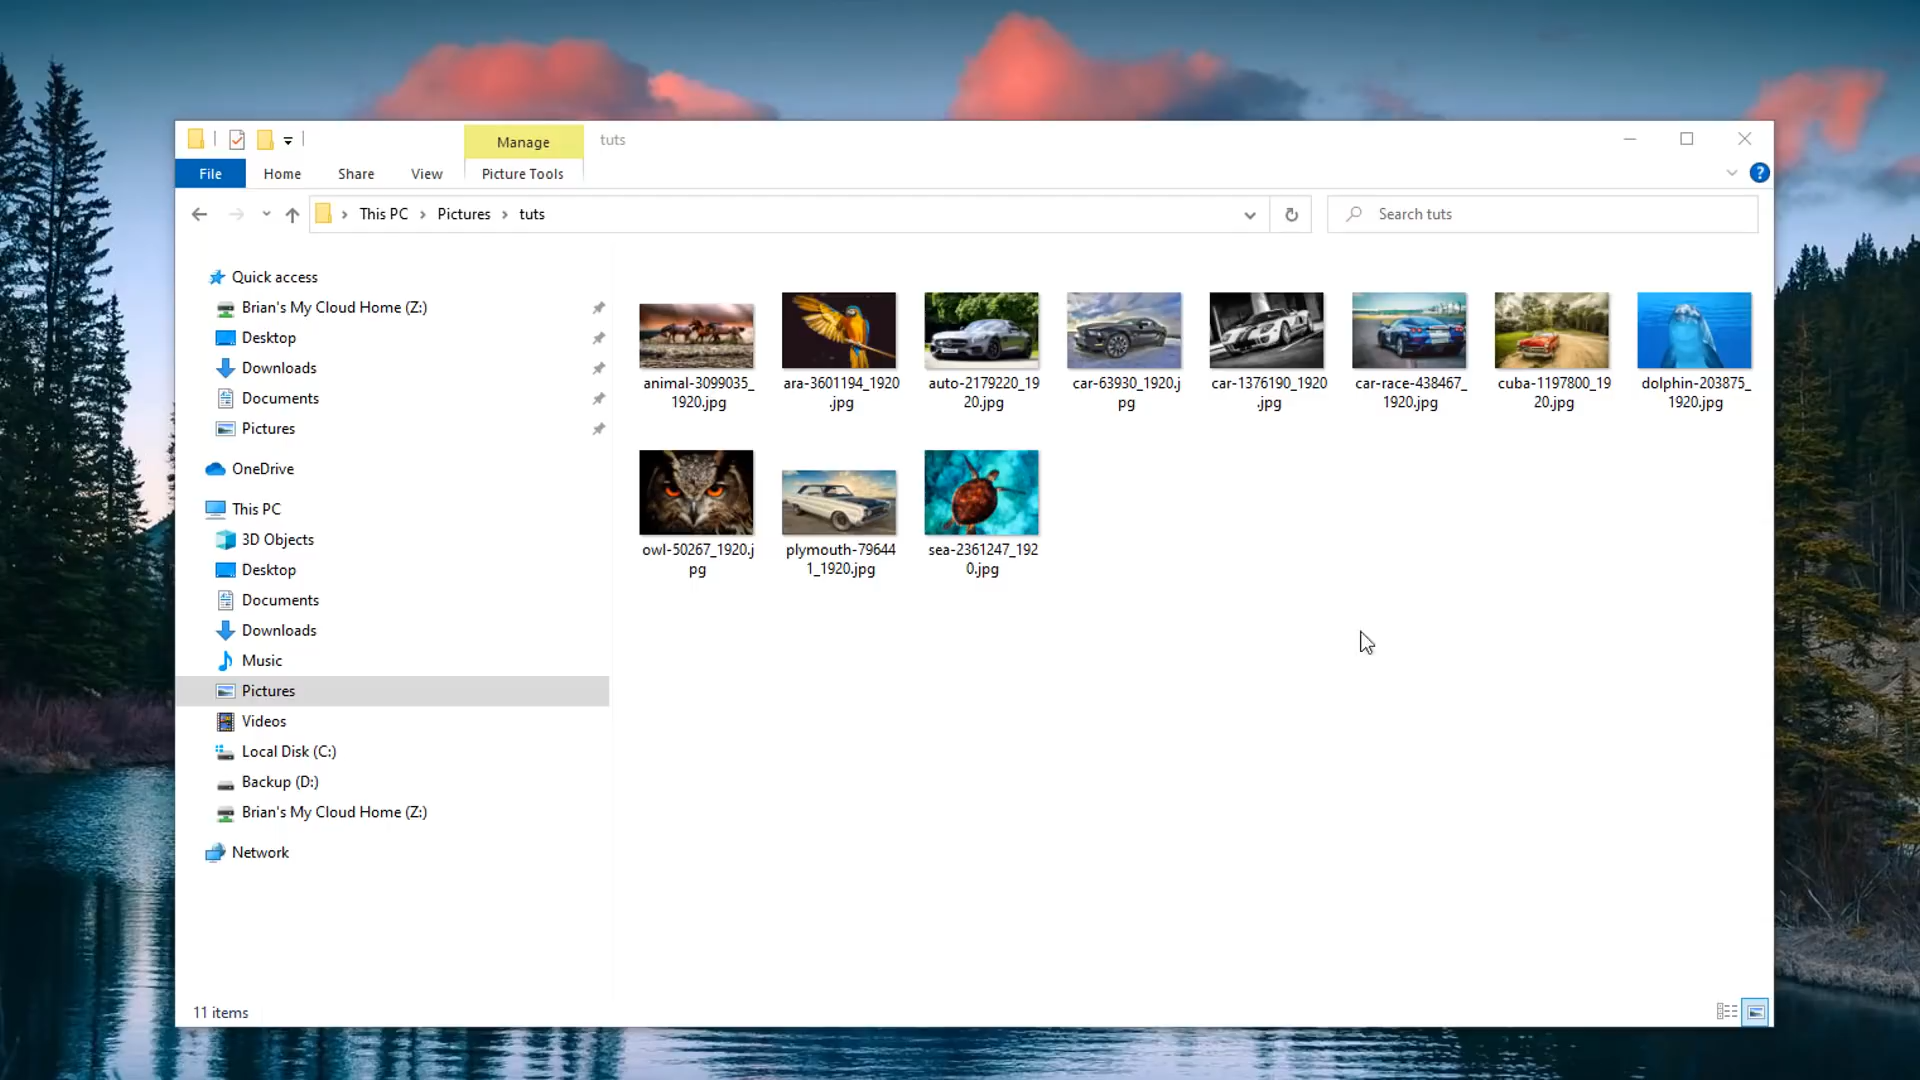 Manage
tuts
File
Home
Share
View
Picture Tools
?
This PC
Pictures
tuts
Search tuts
Quick access
Brian's My Cloud Home (Z:)
Desktop
Downloads
Documents
Pictures
OneDrive
This PC
3D Objects
Desktop
Documents
Downloads
Music
Pictures
Videos
Local Disk (C:)
Backup (D:)
Brian's My Cloud Home (Z:)
Network
animal-3099035_
1920.jpg
ara-3601194_1920
.jpg
auto-2179220_19
20.jpg
car-63930_1920.j
pg
car-1376190_1920
.jpg
car-race-438467_
1920.jpg
cuba-1197800_19
20.jpg
dolphin-203875_
1920.jpg
owl-50267_1920.j
pg
plymouth-79644
1_1920.jpg
sea-2361247_192
0.jpg
11 items